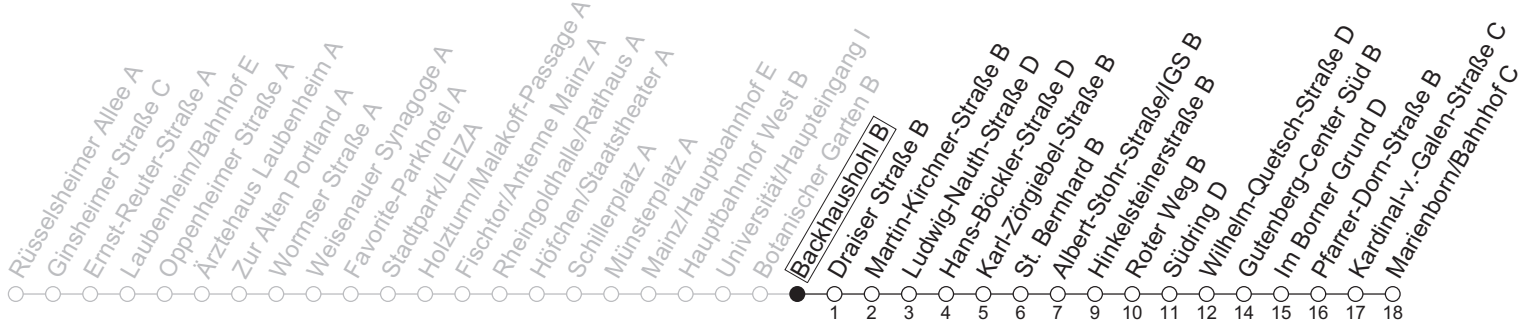 Rüsselsheimer Allee A
Ginsheimer Straße C
Ernst-Reuter-Straße A
Laubenheim/Bahnhof E
Oppenheimer Straße A
Ärztehaus Laubenheim A
Zur Alten Portland A
Wormser Straße A
Weisenauer Synagoge A
Favorite-Parkhotel A
Stadtpark/LEIZA
Holzturm/Malakoff-Passage A
Fischtor/Antenne Mainz A
Rheingoldhalle/Rathaus A
Höfchen/Staatstheater A
Schillerplatz A
Münsterplatz A
Mainz/Hauptbahnhof E
Hauptbahnhof West B
Universität/Haupteingang I
Botanischer Garten B
Backhaushohl B
Draiser Straße B
Martin-Kirchner-Straße B
Ludwig-Nauth-Straße D
Hans-Böckler-Straße D
Karl-Zörgiebel-Straße B
St. Bernhard B
Albert-Stohr-Straße/IGS B
Hinkelsteinerstraße B
Roter Weg B
Südring D
Wilhelm-Quetsch-Straße D
Gutenberg-Center Süd B
Im Borner Grund D
Pfarrer-Dorn-Straße B
Kardinal-v.-Galen-Straße C
Marienborn/Bahnhof C
1 2 3 4 5 6 7 9 10 11 12 14 15 16 17 18